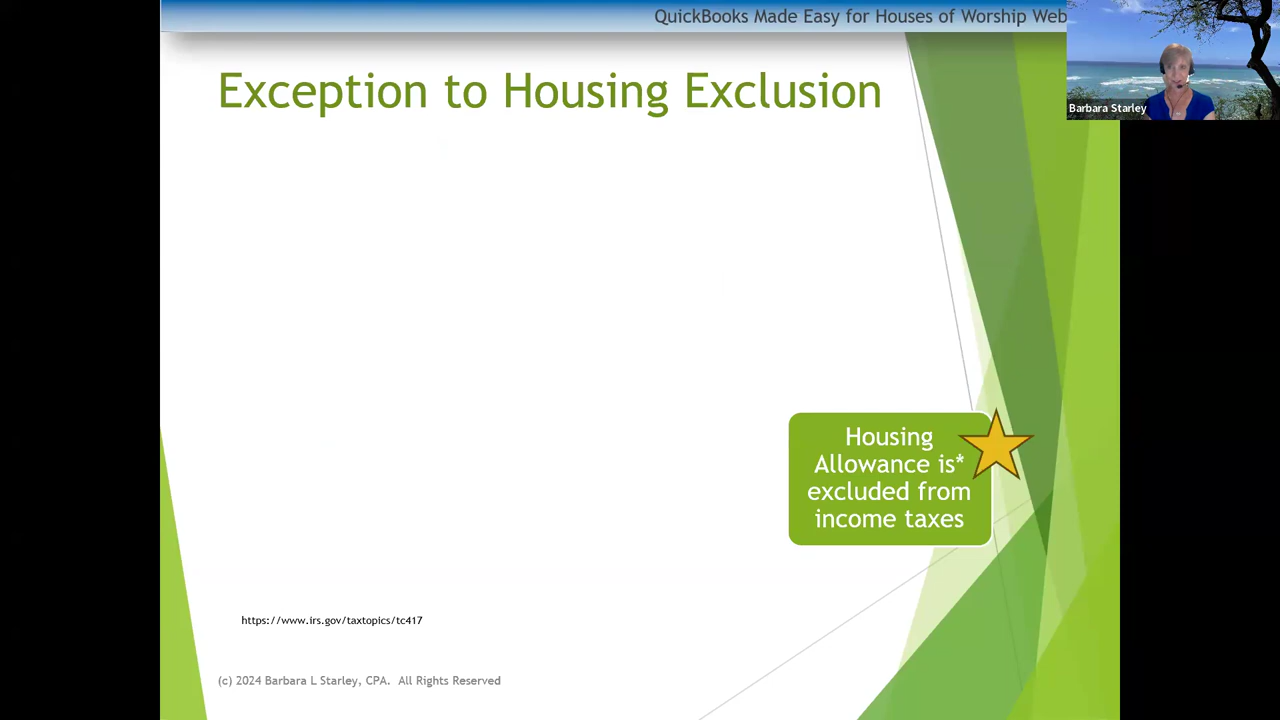 QuickBooks Made Easy for Houses of Worship Web
Barbara Starley
Exception to Housing Exclusion
Housing
Allowance is*
excluded from
income taxes
https://www.irs.gov/taxtopics/tc417
(c) 2024 Barbara L Starley, CPA. All Rights Reserved